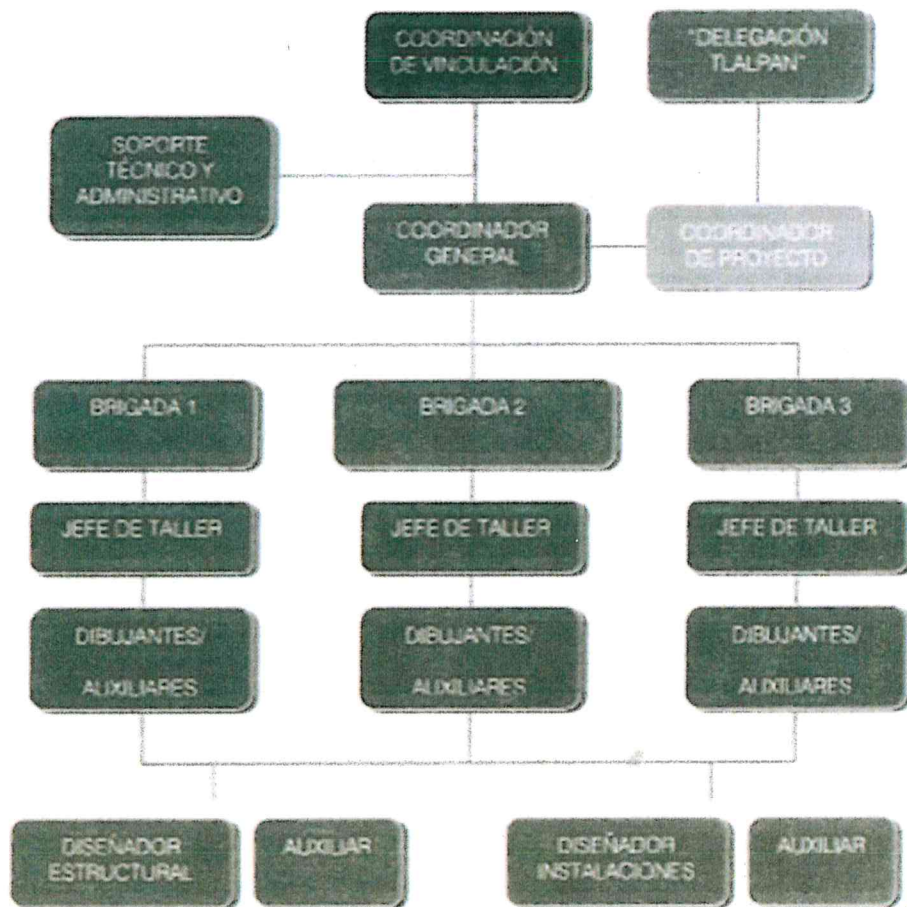 COORDINACIÓN
DE VINCULACIÓN
"DELEGACIÓN
TLALPAN"
SOPORTE
TÉCNICO Y
ADMINISTRATIVO
COORDINADOR
GENERAL
COORDINADOR
DE PROYECTO
BRIGADA 1
BRIGADA 2
BRIGADA 3
JEFE DE TALLER
JEFE DE TALLER
JEFE DE TALLER
DIBUJANTES/
AUXILIARES
DIBUJANTES/
AUXILIARES
DIBUJANTES/
AUXILIARES
DISEÑADOR
ESTRUCTURAL
AUXILIAR
DISEÑADOR
INSTALACIONES
AUXILIAR